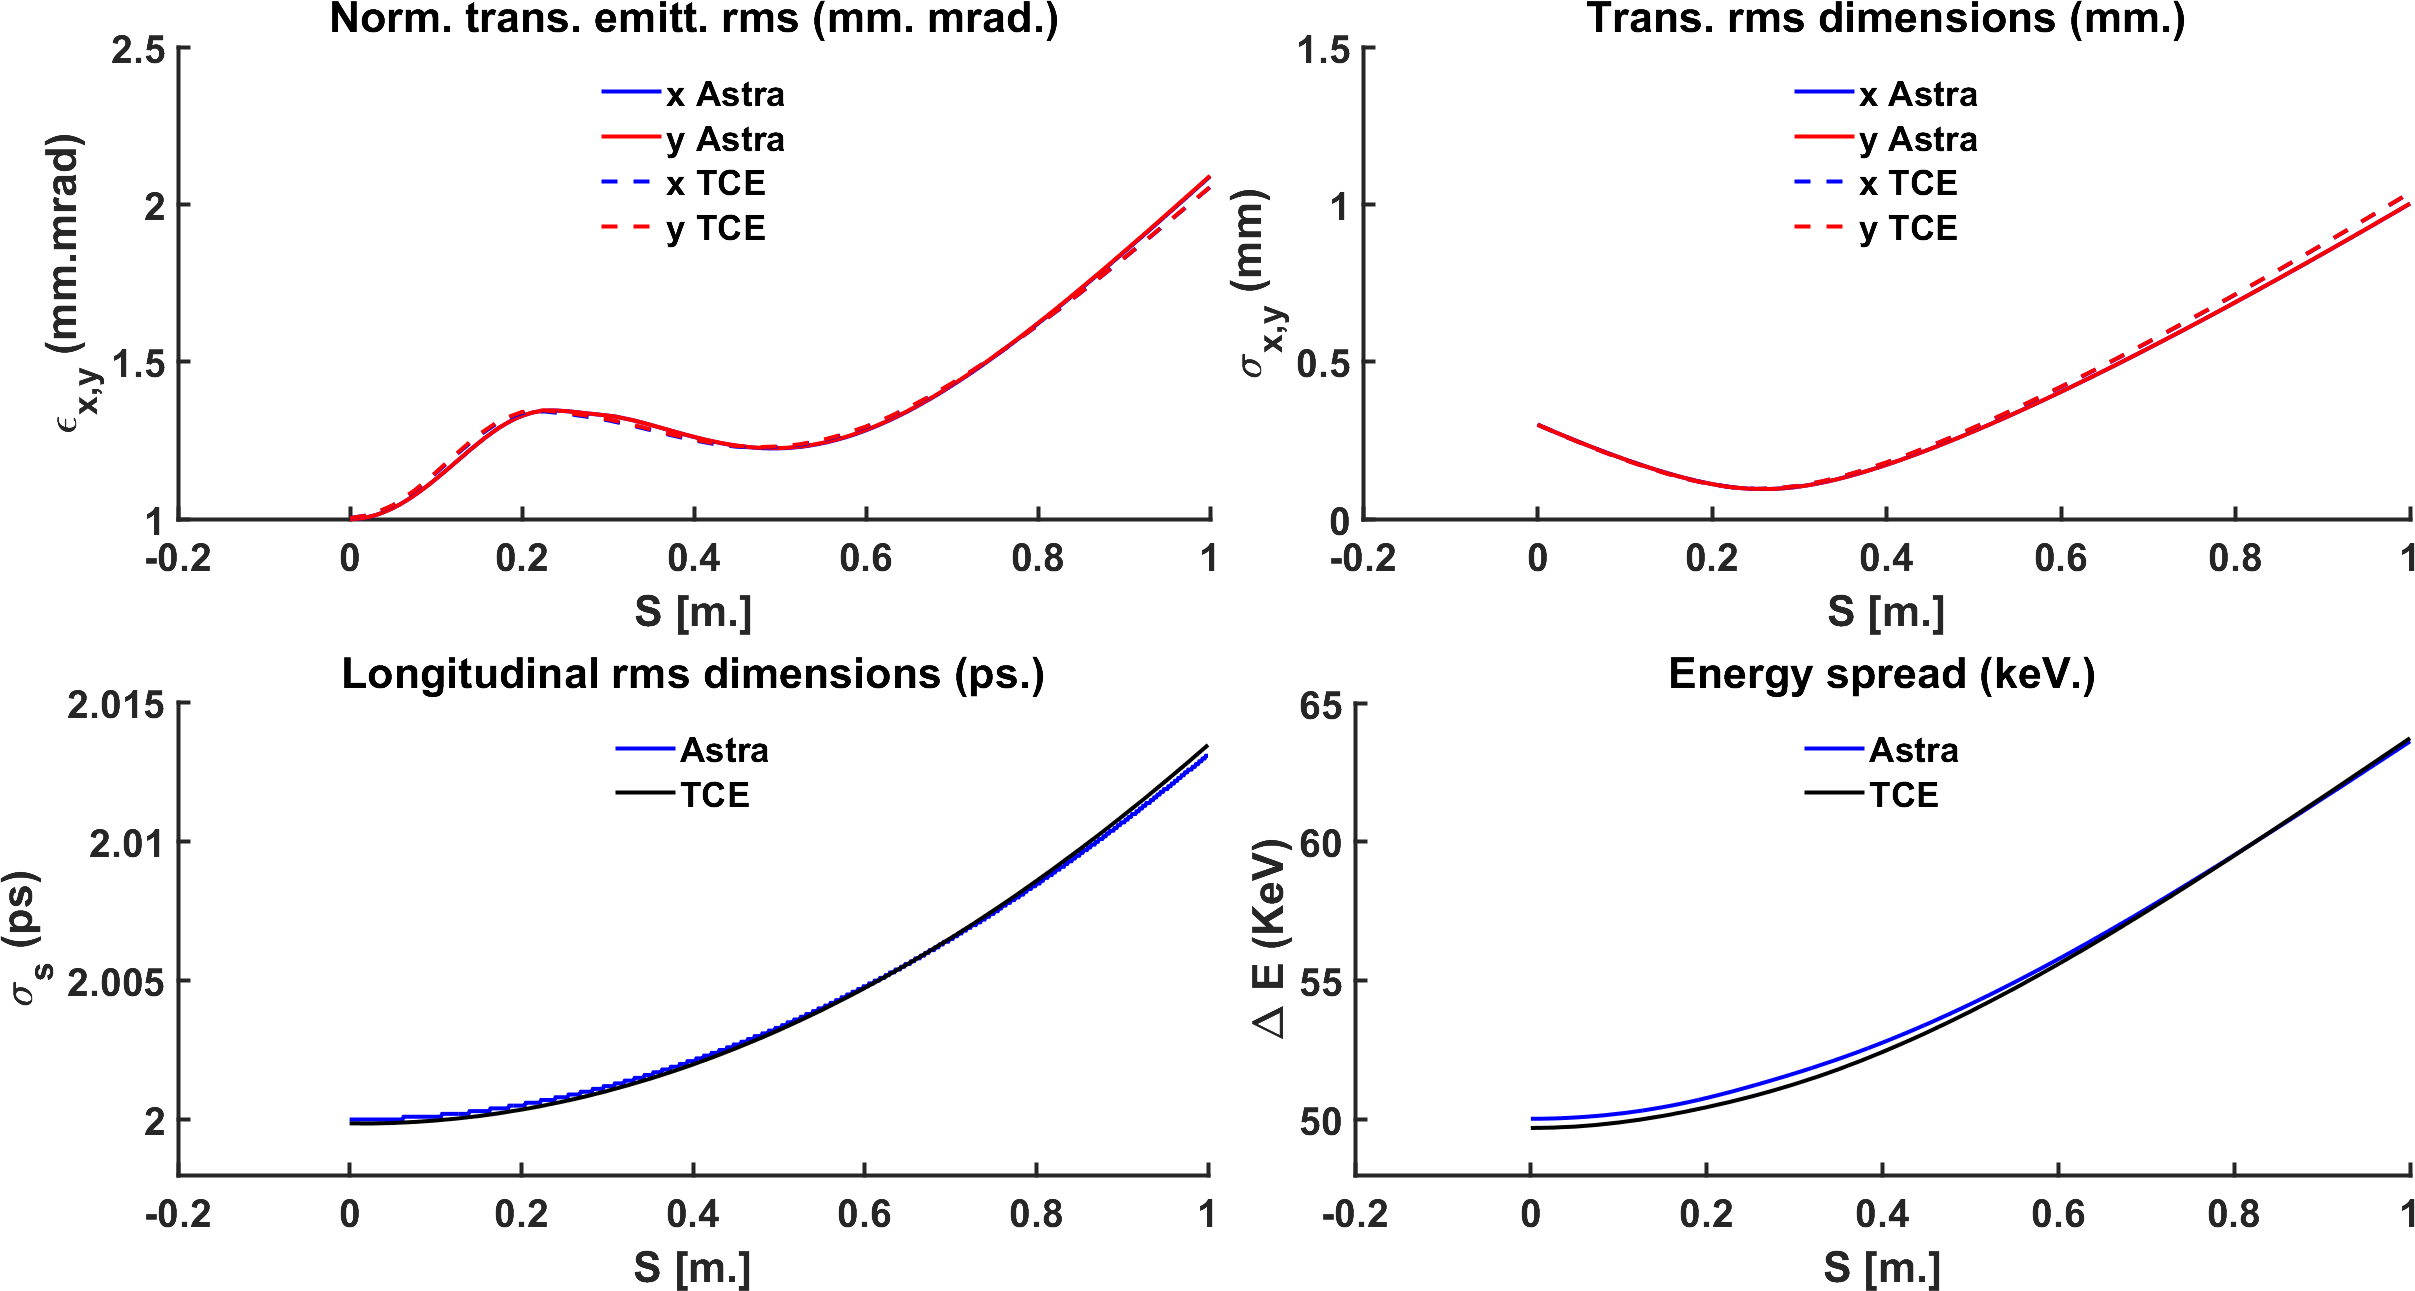 Norm. trans. emitt. rms (mm. mrad.)
2.5
2
1.5
1
ϵx,y (mm.mrad)
x Astra
y Astra
x TCE
y TCE
-0.2 0 0.2 0.4 0.6 0.8 1
S [m.]
Trans. rms dimensions (mm.)
1.5
1
0.5
0
σx,y (mm)
x Astra
y Astra
x TCE
y TCE
-0.2 0 0.2 0.4 0.6 0.8 1
S [m.]
Longitudinal rms dimensions (ps.)
2.015
2.01
2.005
2
σs (ps)
Astra
TCE
-0.2 0 0.2 0.4 0.6 0.8 1
S [m.]
Energy spread (keV.)
65
60
55
50
Δ E (KeV)
Astra
TCE
-0.2 0 0.2 0.4 0.6 0.8 1
S [m.]